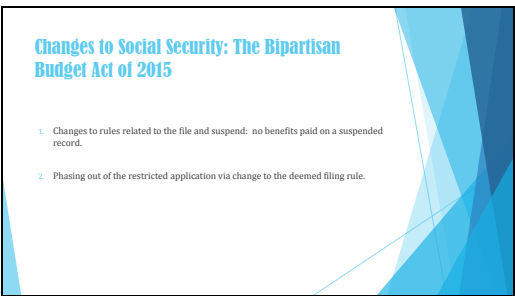 Changes to Social Security: The Bipartisan
Budget Act of 2015
1. Changes to rules related to the file and suspend: no benefits paid on a suspended
record.
2. Phasing out of the restricted application via change to the deemed filing rule.